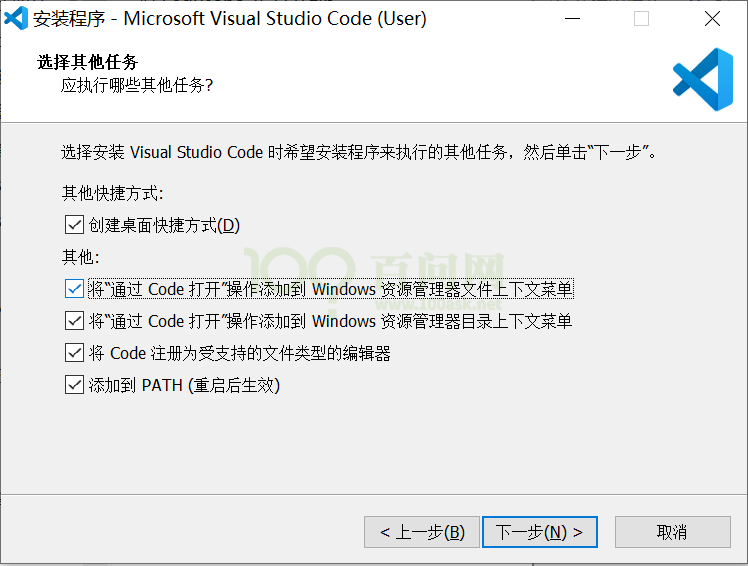 安装程序 - Microsoft Visual Studio Code (User)
选择其他任务
应执行哪些其他任务?
选择安装 Visual Studio Code 时希望安装程序来执行的其他任务，然后单击“下一步”。
其他快捷方式:
创建桌面快捷方式(D)
其他:
100? 百问网
将“通过 Code 打开”操作添加到 Windows 资源管理器文件上下文菜单
将“通过 Code 打开”操作添加到 Windows 资源管理器目录上下文菜单
将 Code 注册为受支持的文件类型的编辑器
添加到 PATH (重启后生效)
< 上一步(B) 下一步(N) > 取消